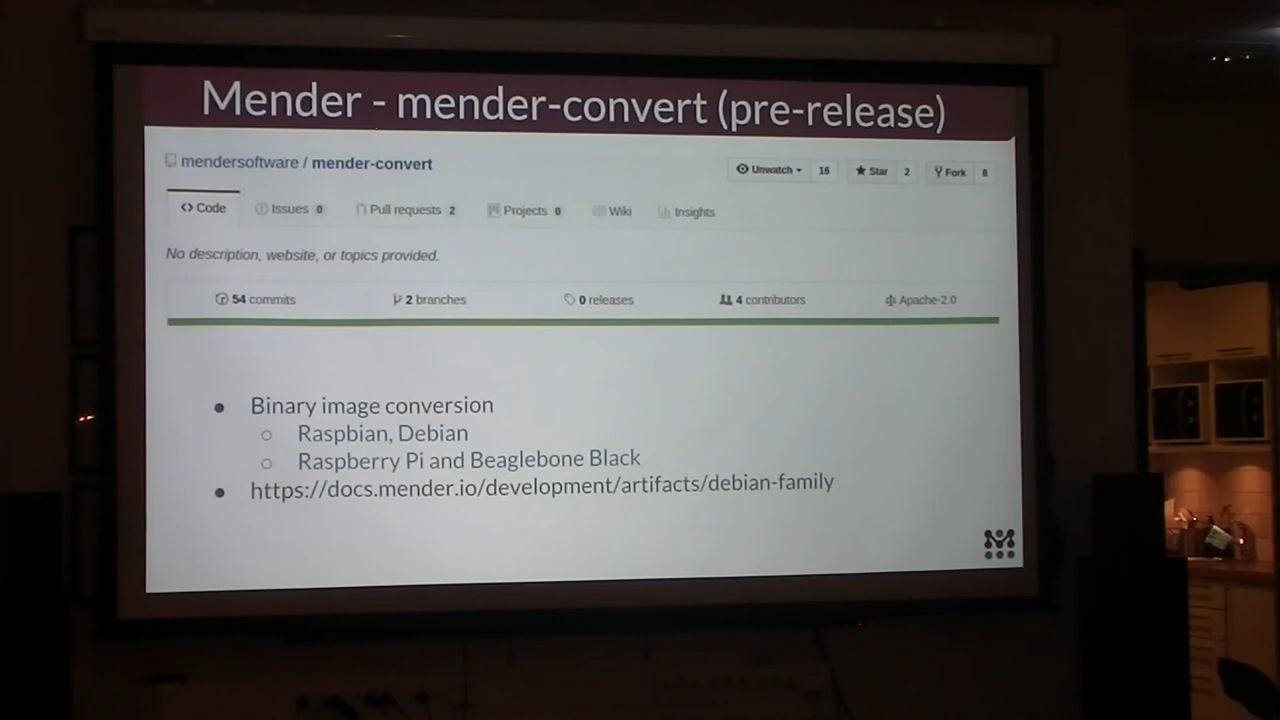 Mender - mender-convert (pre-release)
mendersoftware / mender-convert
Unwatch 16 Star 2 Fork 8
Code Issues 0 Pull requests 2 Projects 0 Wiki Insights
No description, website, or topics provided.
54 commits 2 branches 0 releases 4 contributors Apache-2.0
Binary image conversion
Raspbian, Debian
Raspberry Pi and Beaglebone Black
https://docs.mender.io/development/artifacts/debian-family